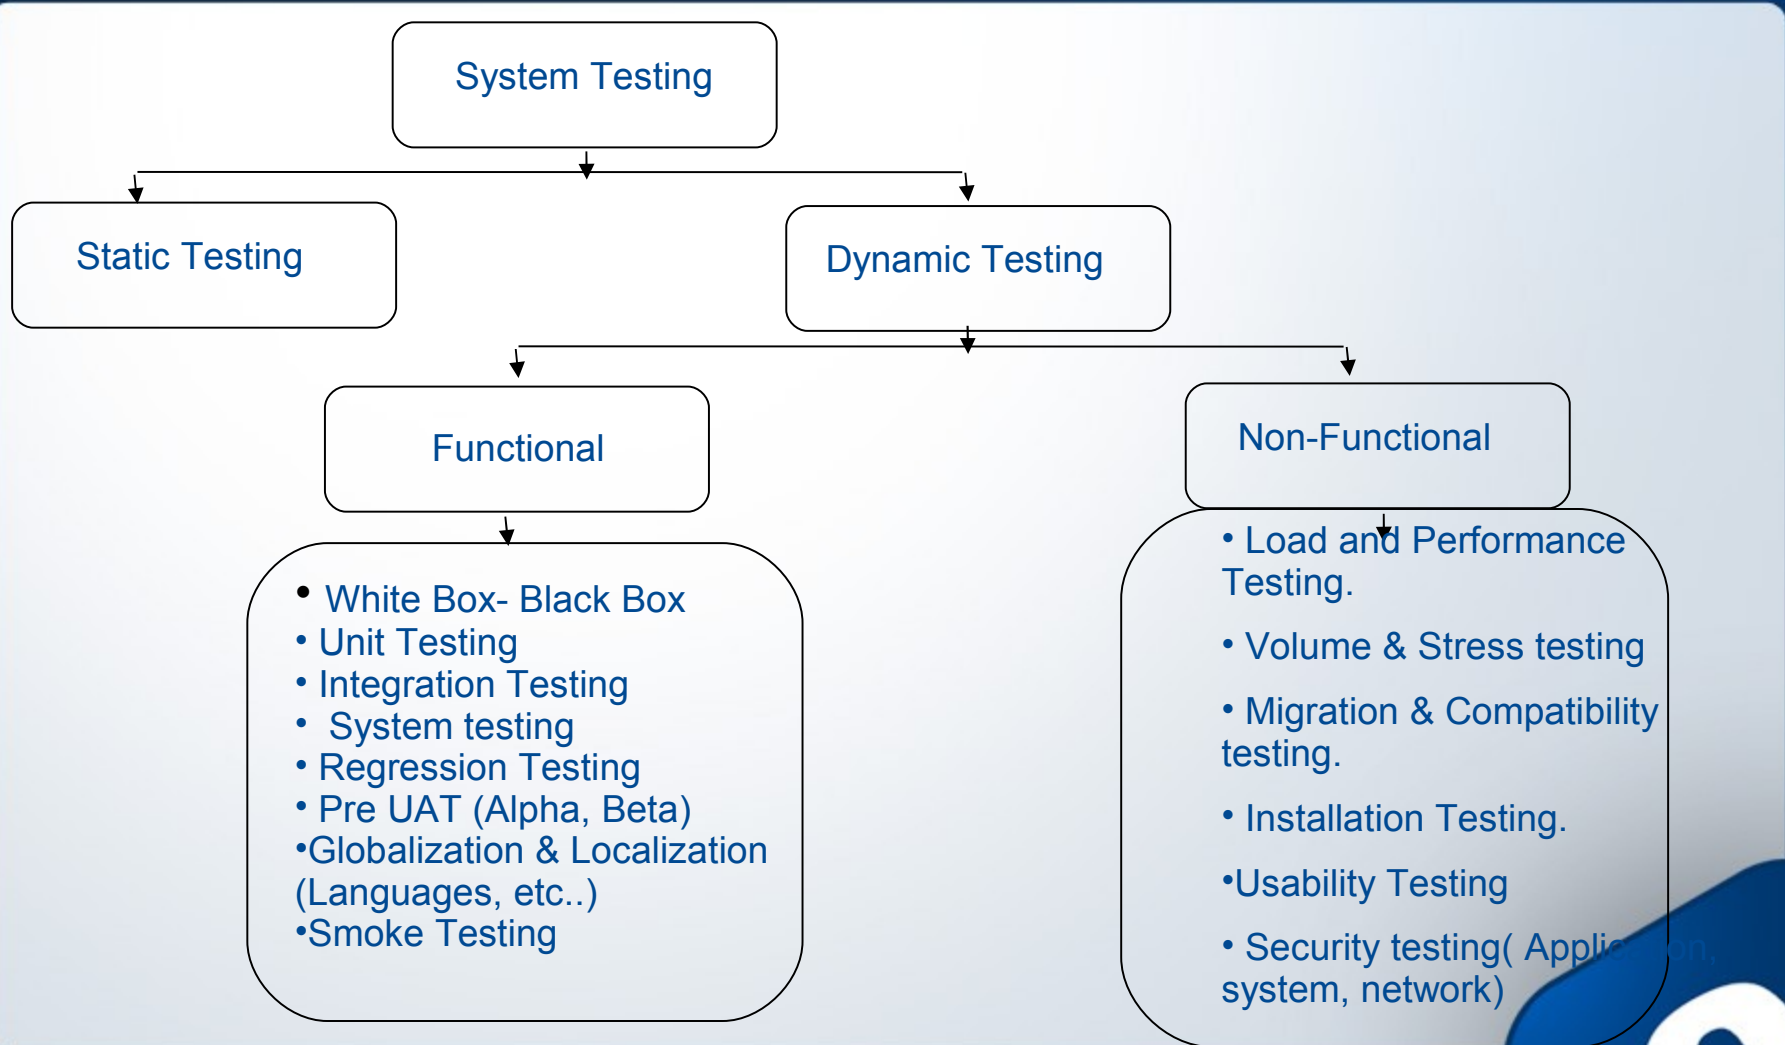 System Testing
Static Testing
Dynamic Testing
Functional
Non-Functional
• White Box- Black Box
• Unit Testing
• Integration Testing
• System testing
• Regression Testing
• Pre UAT (Alpha, Beta)
•Globalization & Localization
(Languages, etc..)
•Smoke Testing
• Load and Performance
Testing.
• Volume & Stress testing
• Migration & Compatibility
testing.
• Installation Testing.
•Usability Testing
• Security testing( Application,
system, network)